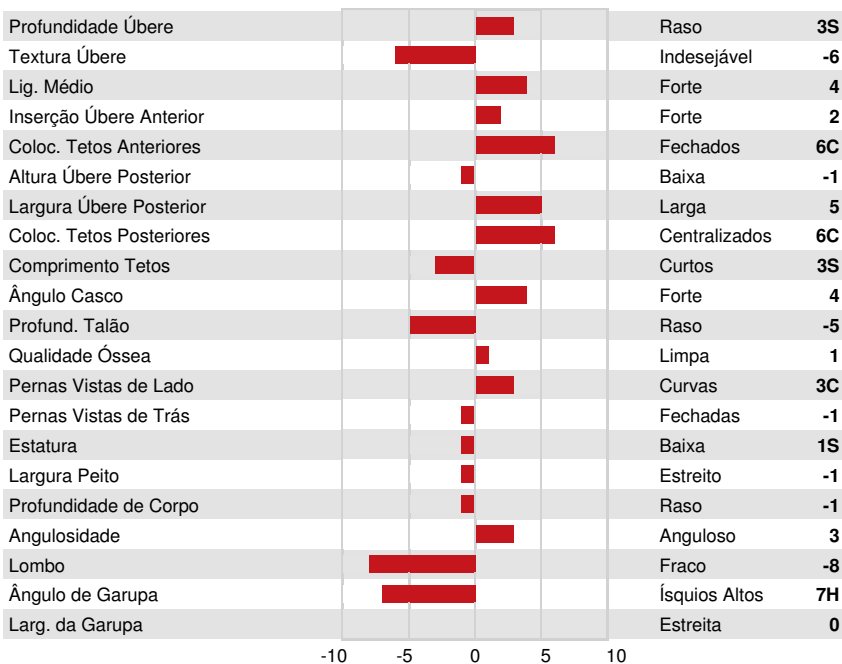 Profundidade Úbere Raso 3S
Textura Úbere Indesejável -6
Lig. Médio Forte 4
Inserção Úbere Anterior Forte 2
Coloc. Tetos Anteriores Fechados 6C
Altura Úbere Posterior Baixa -1
Largura Úbere Posterior Larga 5
Coloc. Tetos Posteriores Centralizados 6C
Comprimento Tetos Curtos 3S
Ângulo Casco Forte 4
Profund. Talão Raso -5
Qualidade Óssea Limpa 1
Pernas Vistas de Lado Curvas 3C
Pernas Vistas de Trás Fechadas -1
Estatura Baixa 1S
Largura Peito Estreito -1
Profundidade de Corpo Raso -1
Angulosidade Anguloso 3
Lombo Fraco -8
Ângulo de Garupa Ísquios Altos 7H
Larg. da Garupa Estreita 0
-10 -5 0 5 10